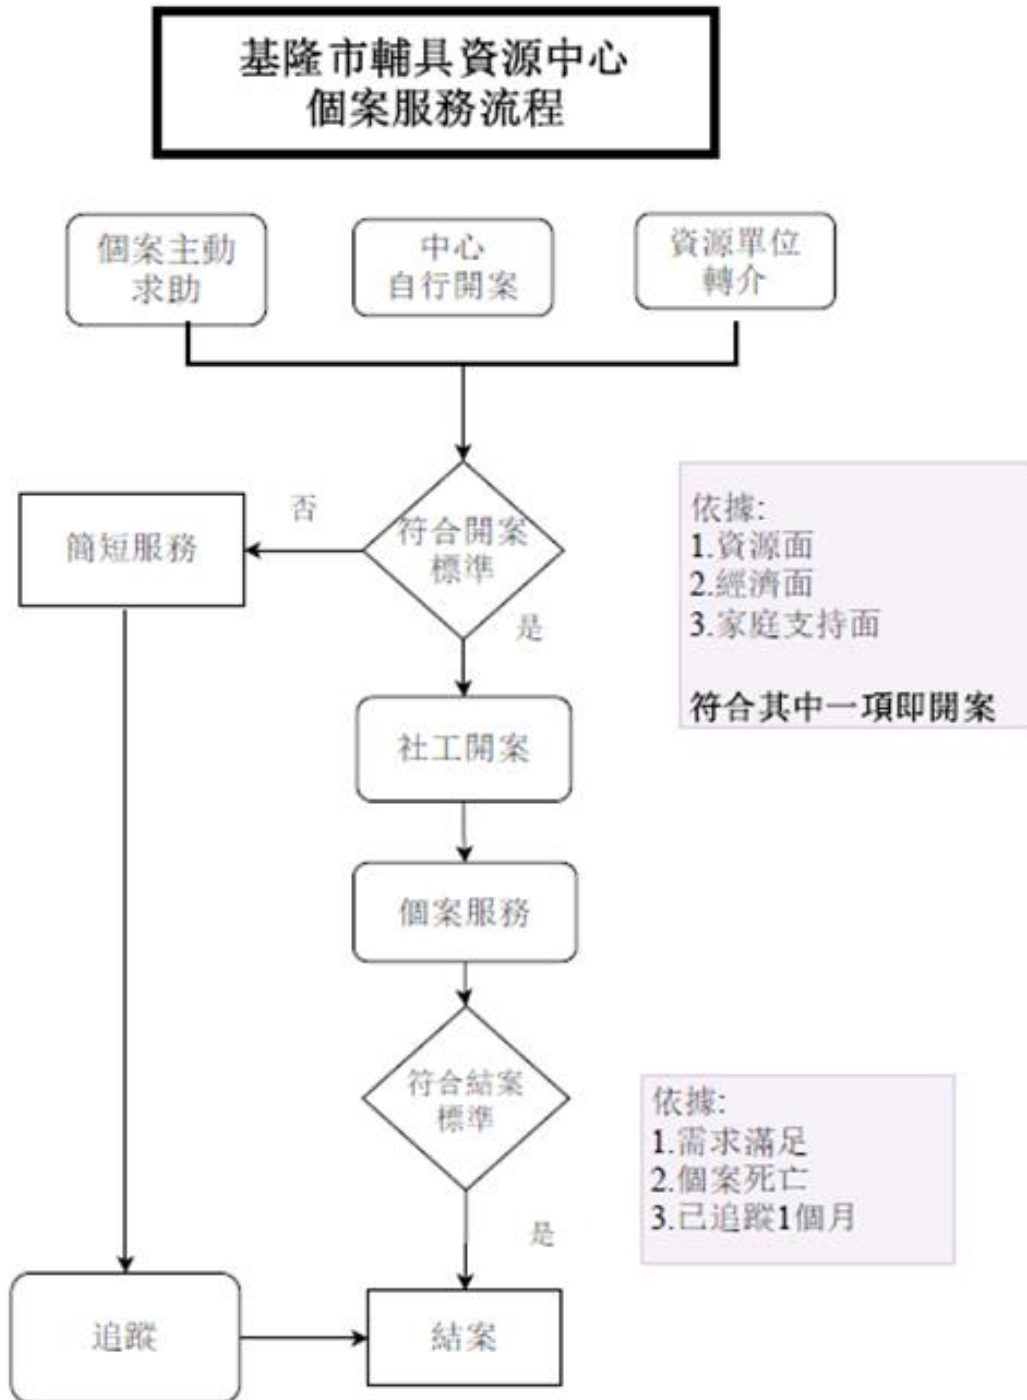 基隆市輔具資源中心
個案服務流程
個案主動
求助
中心
自行開案
資源單位
轉介
否
簡短服務
符合開案
標準
是
依據:
1.資源面
2.經濟面
3.家庭支持面
符合其中一項即開案
社工開案
個案服務
符合結案
標準
依據:
1.需求滿足
2.個案死亡
3.已追蹤1個月
是
追蹤
結案